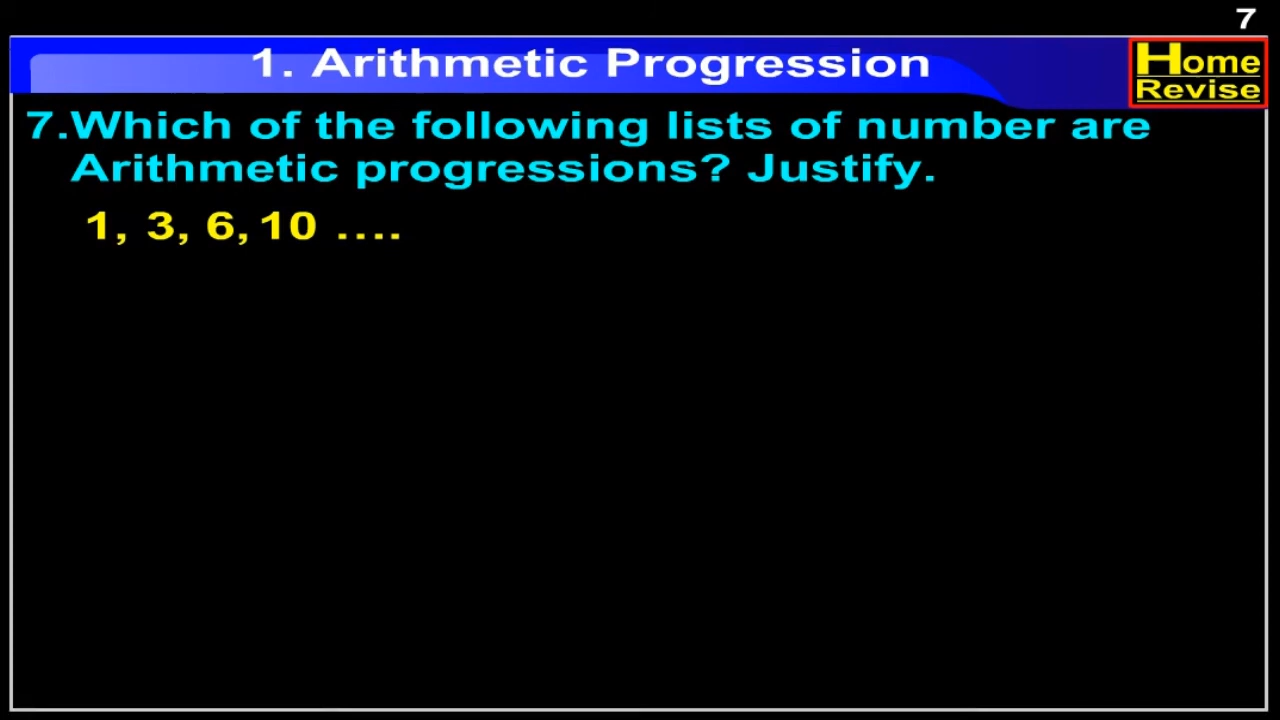 7
1. Arithmetic Progression
Home
Revise
7.Which of the following lists of number are
Arithmetic progressions? Justify.
1, 3, 6, 10 ....